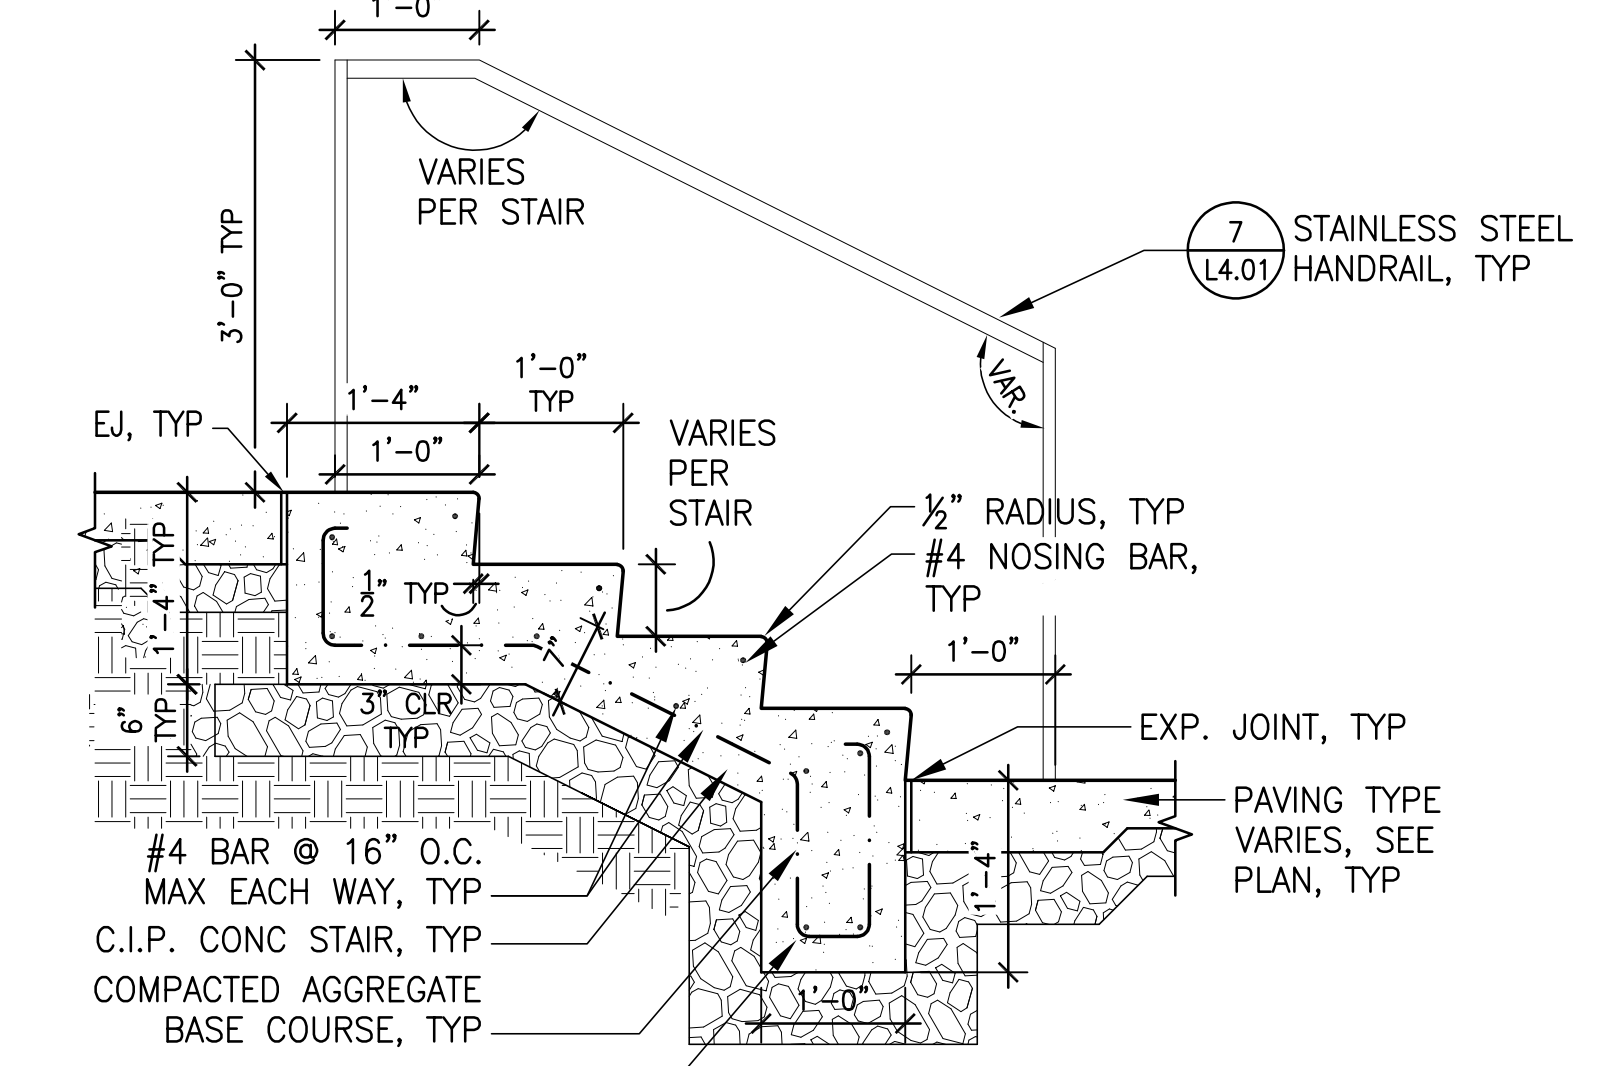 1'-0
VARIES
PER STAIR
3'-0" TYP
7
L4.01
STAINLESS STEEL
HANDRAIL, TYP
1'-0"
TYP
VAR.
1'-4"
EJ, TYP
1'-0"
VARIES
PER
STAIR
½" RADIUS, TYP
#4 NOSING BAR,
TYP
TYP
1'-4"
½"
TYP
7"
1'-0"
3" CLR
TYP
6"
TYP
EXP. JOINT, TYP
PAVING TYPE
VARIES, SEE
PLAN, TYP
#4 BAR @ 16" O.C.
MAX EACH WAY, TYP
1'-4"
C.I.P. CONC STAIR, TYP
COMPACTED AGGREGATE
BASE COURSE, TYP
1'-0"